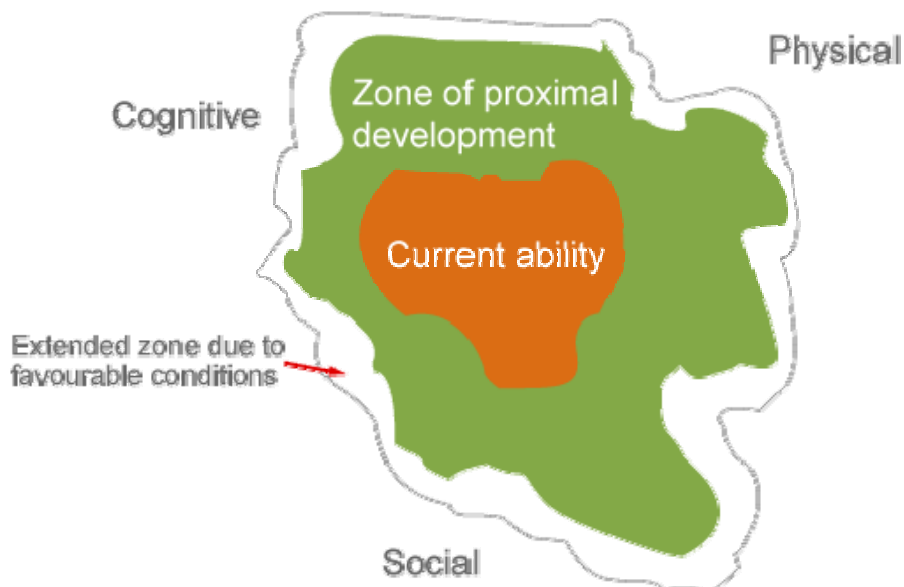 Physical
Zone of proximal
development
Cognitive
Current ability
Extended zone due to
favourable conditions
Social